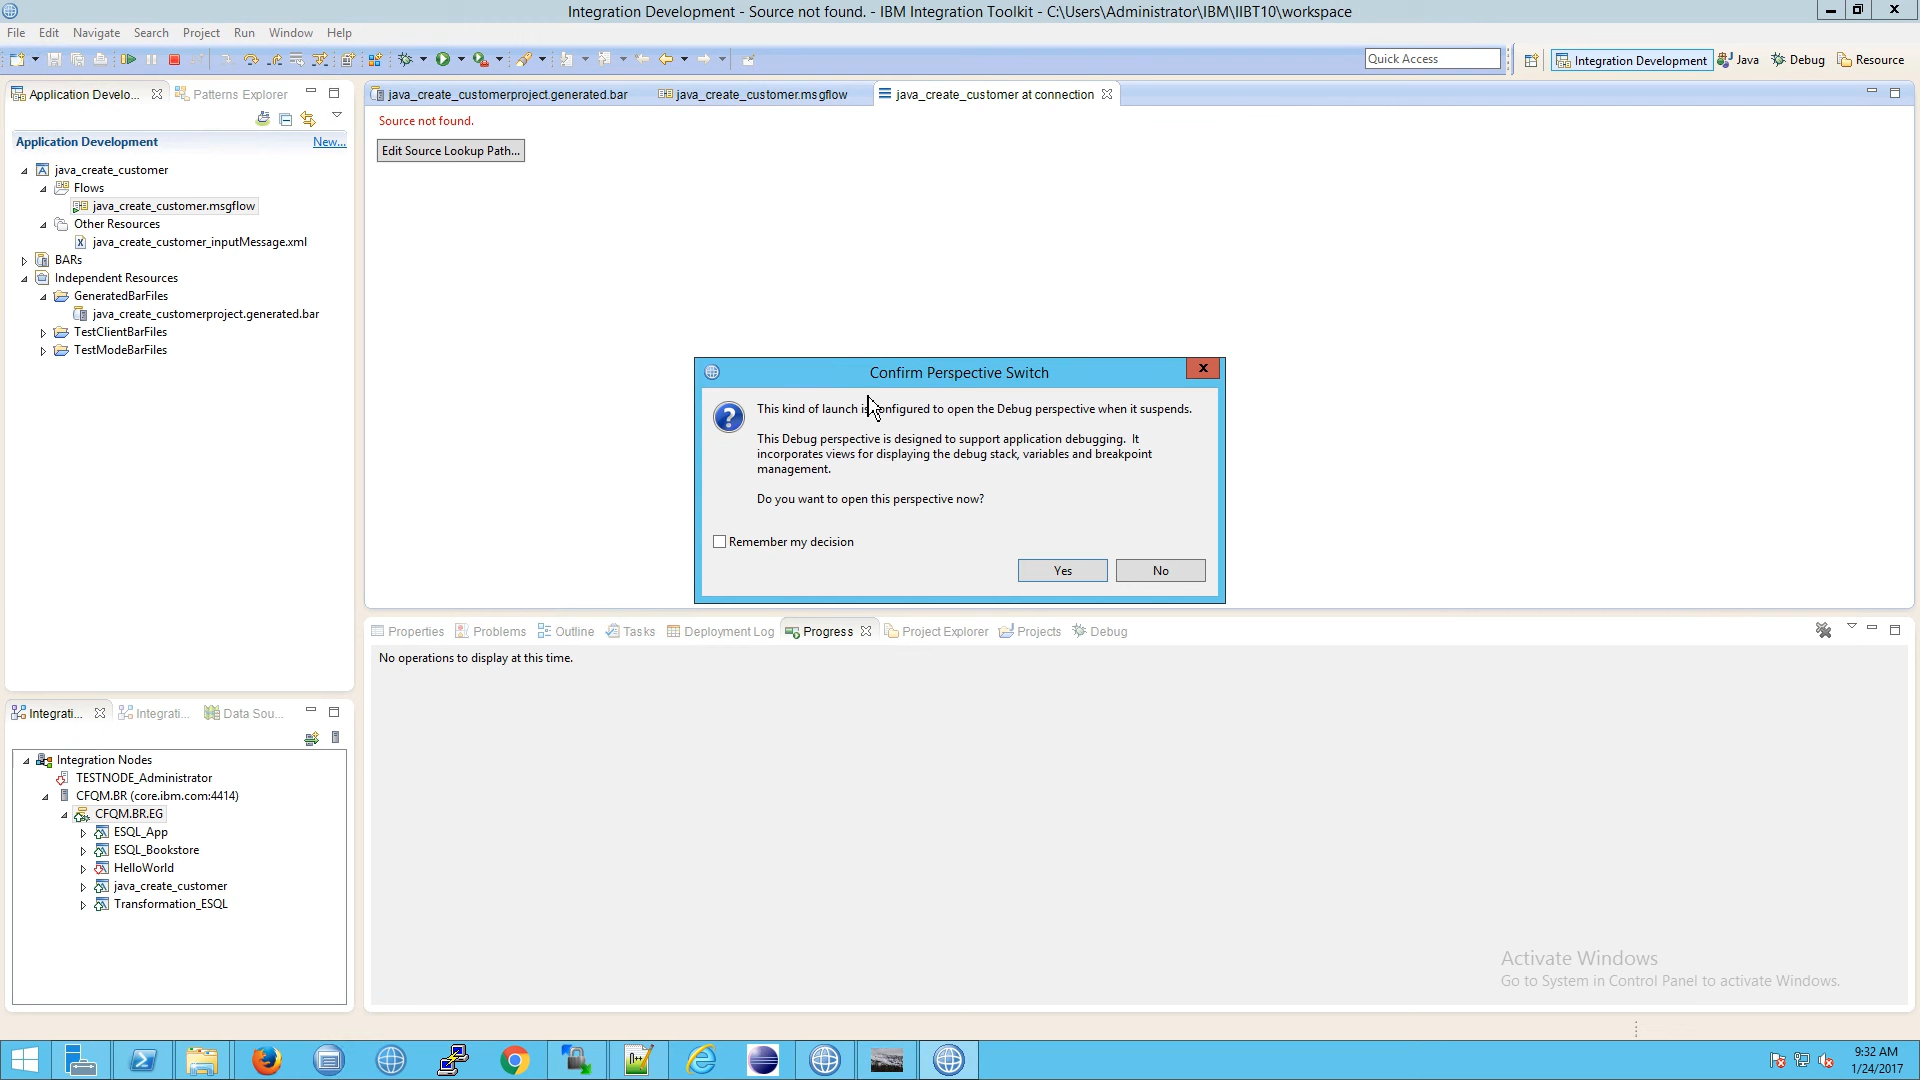 Integration Development - Source not found. - IBM Integration Toolkit - C:\Users\Administrator\IBM\IIBT10\workspace
File Edit Navigate Search Project Run Window Help
Quick Access
Integration Development
Java
Debug
Resource
Application Develo...
Patterns Explorer
java_create_customerproject.generated.bar
java_create_customer.msgflow
java_create_customer at connection
Source not found.
Edit Source Lookup Path...
Application Development
New...
java_create_customer
Flows
java_create_customer.msgflow
Other Resources
java_create_customer_inputMessage.xml
BARs
Independent Resources
GeneratedBarFiles
java_create_customerproject.generated.bar
TestClientBarFiles
TestModeBarFiles
Confirm Perspective Switch
This kind of launch is configured to open the Debug perspective when it suspends.
This Debug perspective is designed to support application debugging. It
incorporates views for displaying the debug stack, variables and breakpoint
management.
Do you want to open this perspective now?
Remember my decision
Yes
No
Properties
Problems
Outline
Tasks
Deployment Log
Progress
Project Explorer
Projects
Debug
No operations to display at this time.
Integrati...
Integrati...
Data Sou...
Integration Nodes
TESTNODE_Administrator
CFQM.BR (core.ibm.com:4414)
CFQM.BR.EG
ESQL_App
ESQL_Bookstore
HelloWorld
java_create_customer
Transformation_ESQL
Activate Windows
Go to System in Control Panel to activate Windows.
9:32 AM
1/24/2017